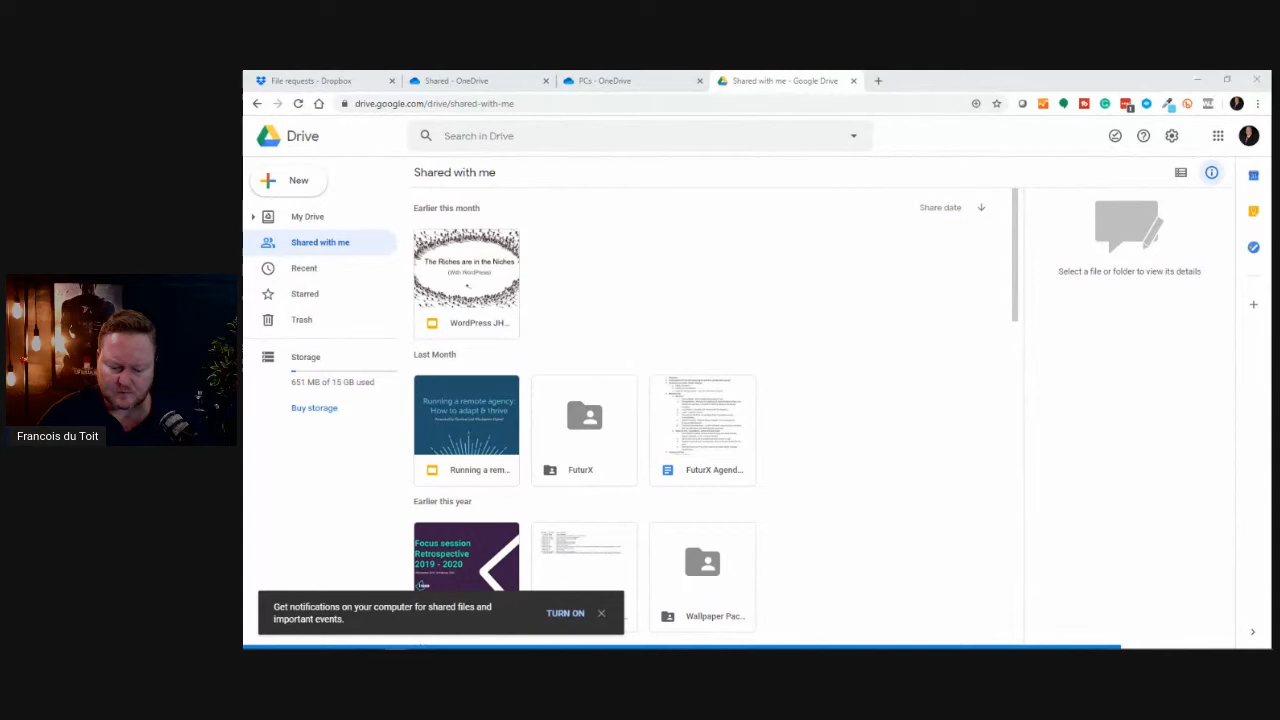 File requests - Dropbox
Shared - OneDrive
PCs - OneDrive
Shared with me - Google Drive
drive.google.com/drive/shared-with-me
Drive
Search in Drive
New
Shared with me
My Drive
Earlier this month
Share date
Shared with me
Recent
The Riches are in the Niches
(With WordPress)
Starred
Trash
WordPress JH...
Select a file or folder to view its details
Storage
Last Month
651 MB of 15 GB used
Buy storage
Running a remote agency:
How to adapt & thrive
Francois du Toit
Running a rem...
FuturX
FuturX Agend...
Earlier this year
Focus session
Retrospective
2019 - 2020
Get notifications on your computer for shared files and
important events.
TURN ON
Wallpaper Pac...